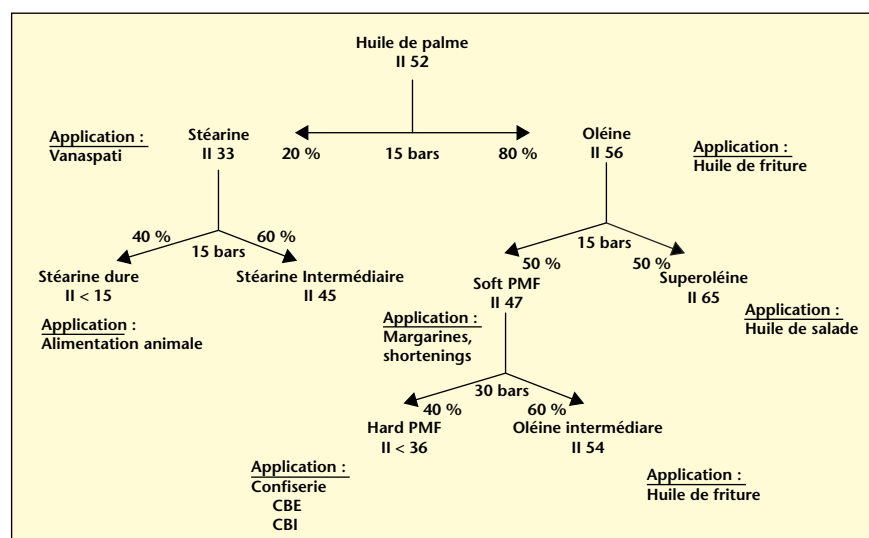 Huile de palme
II 52
Application :
Vanaspati
Stéarine
II 33
20 %
15 bars
80 %
Oléine
II 56
Application :
Huile de friture
40 %
15 bars
60 %
Stéarine dure
II < 15
Stéarine Intermédiaire
II 45
Application :
Alimentation animale
50 %
15 bars
50 %
Soft PMF
II 47
Superoléine
II 65
Application :
Margarines,
shortenings
Application :
Huile de salade
30 bars
40 %
60 %
Hard PMF
II < 36
Oléine intermédiare
II 54
Application :
Confiserie
CBE
CBI
Application :
Huile de friture